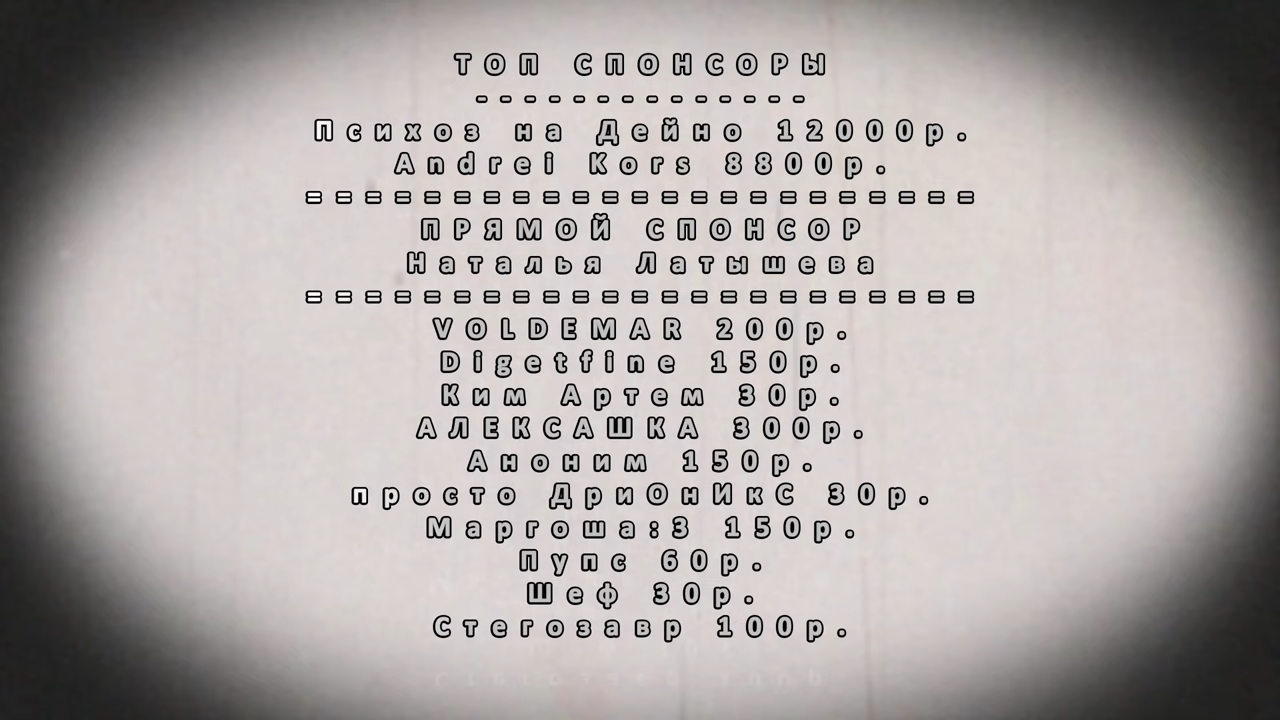 ТОП СПОНСОРЫ
--------------
Психоз на Дейно 12000р.
Andrei Kors 8800р.
=======================
ПРЯМОЙ СПОНСОР
Наталья Латышева
=======================
VOLDEMAR 200р.
Digetfine 150р.
Ким Артем 30р.
АЛЕКСАШКА 300р.
Аноним 150р.
просто ДриОнИкС 30р.
Маргоша:3 150р.
Пупс 60р.
Шеф 30р.
Стегозавр 100р.